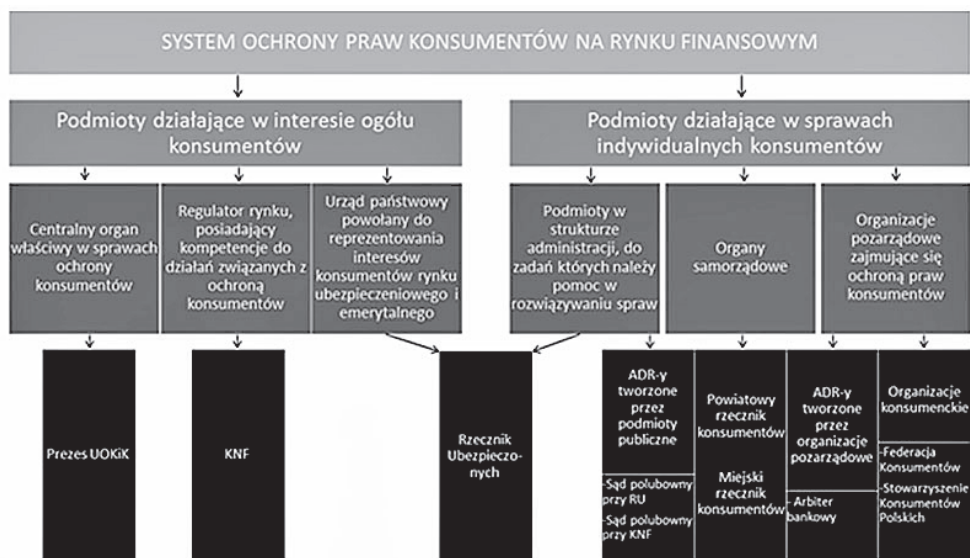 SYSTEM OCHRONY PRAW KONSUMENTÓW NA RYNKU FINANSOWYM
Podmioty działające w interesie ogółu
konsumentów
Podmioty działające w sprawach
indywidualnych konsumentów
Centralny organ
właściwy w sprawach
ochrony
konsumentów
Regulator rynku,
posiadający
kompetencje do
działań związanych z
ochroną
konsumentów
Urząd państwowy
powołany do
reprezentowania
interesów
konsumentów rynku
ubezpieczeniowego i
emerytalnego
Podmioty w
strukturze
administracji, do
zadań których należy
pomoc w
rozwiązywaniu spraw
Organy
samorządowe
Organizacje
pozarządowe
zajmujące się
ochroną praw
konsumentów
Prezes UOKiK
KNF
Rzecznik
Ubezpieczo-
nych
ADR-y
tworzone
przez
podmioty
publiczne
-Sąd polubowny
przy RU
-Sąd polubowny
przy KNF
Powiatowy
rzecznik
konsumentów
Miejski
rzecznik
konsumentów
ADR-y
tworzone
przez
organizacje
pozarządowe
- Arbiter
bankowy
Organizacje
konsumenckie
-Federacja
Konsumentów
-Stowarzyszenie
Konsumentów
Polskich